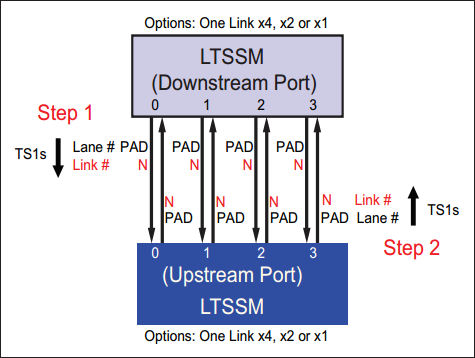 Options: One Link x4, x2 or x1
LTSSM
(Downstream Port)
0 1 2 3
Step 1
TS1s
Lane # PAD PAD PAD PAD
Link # N N N N
N N N N Link #
PAD PAD PAD PAD Lane #
TS1s
Step 2
0 1 2 3
(Upstream Port)
LTSSM
Options: One Link x4, x2 or x1